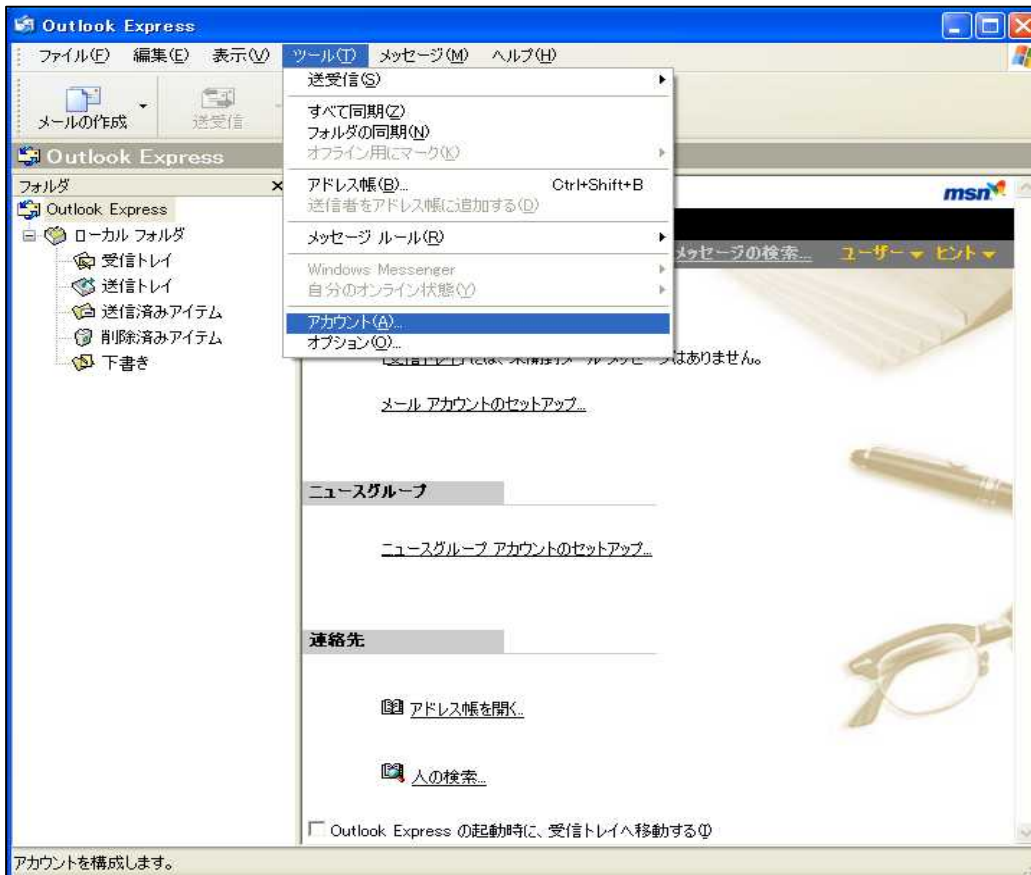 Outlook Express
ファイル(F) 編集(E) 表示(V) ツール(T) メッセージ(M) ヘルプ(H)
メールの作成 送受信
Outlook Express
フォルダ
Outlook Express
ローカル フォルダ
受信トレイ
送信トレイ
送信済みアイテム
削除済みアイテム
下書き
送受信(S)
すべて同期(Z)
フォルダの同期(N)
オフライン用にマーク(K)
アドレス帳(B)... Ctrl+Shift+B
送信者をアドレス帳に追加する(D)
メッセージ ルール(R)
Windows Messenger
自分のオンライン状態(Y)
アカウント(A)...
オプション(O)...
msn
メッセージの検索... ユーザー ヒント
はありません。
メール アカウントのセットアップ...
ニュースグループ
ニュースグループ アカウントのセットアップ...
連絡先
アドレス帳を開く...
人の検索...
Outlook Express の起動時に、受信トレイへ移動する(I)
アカウントを構成します。